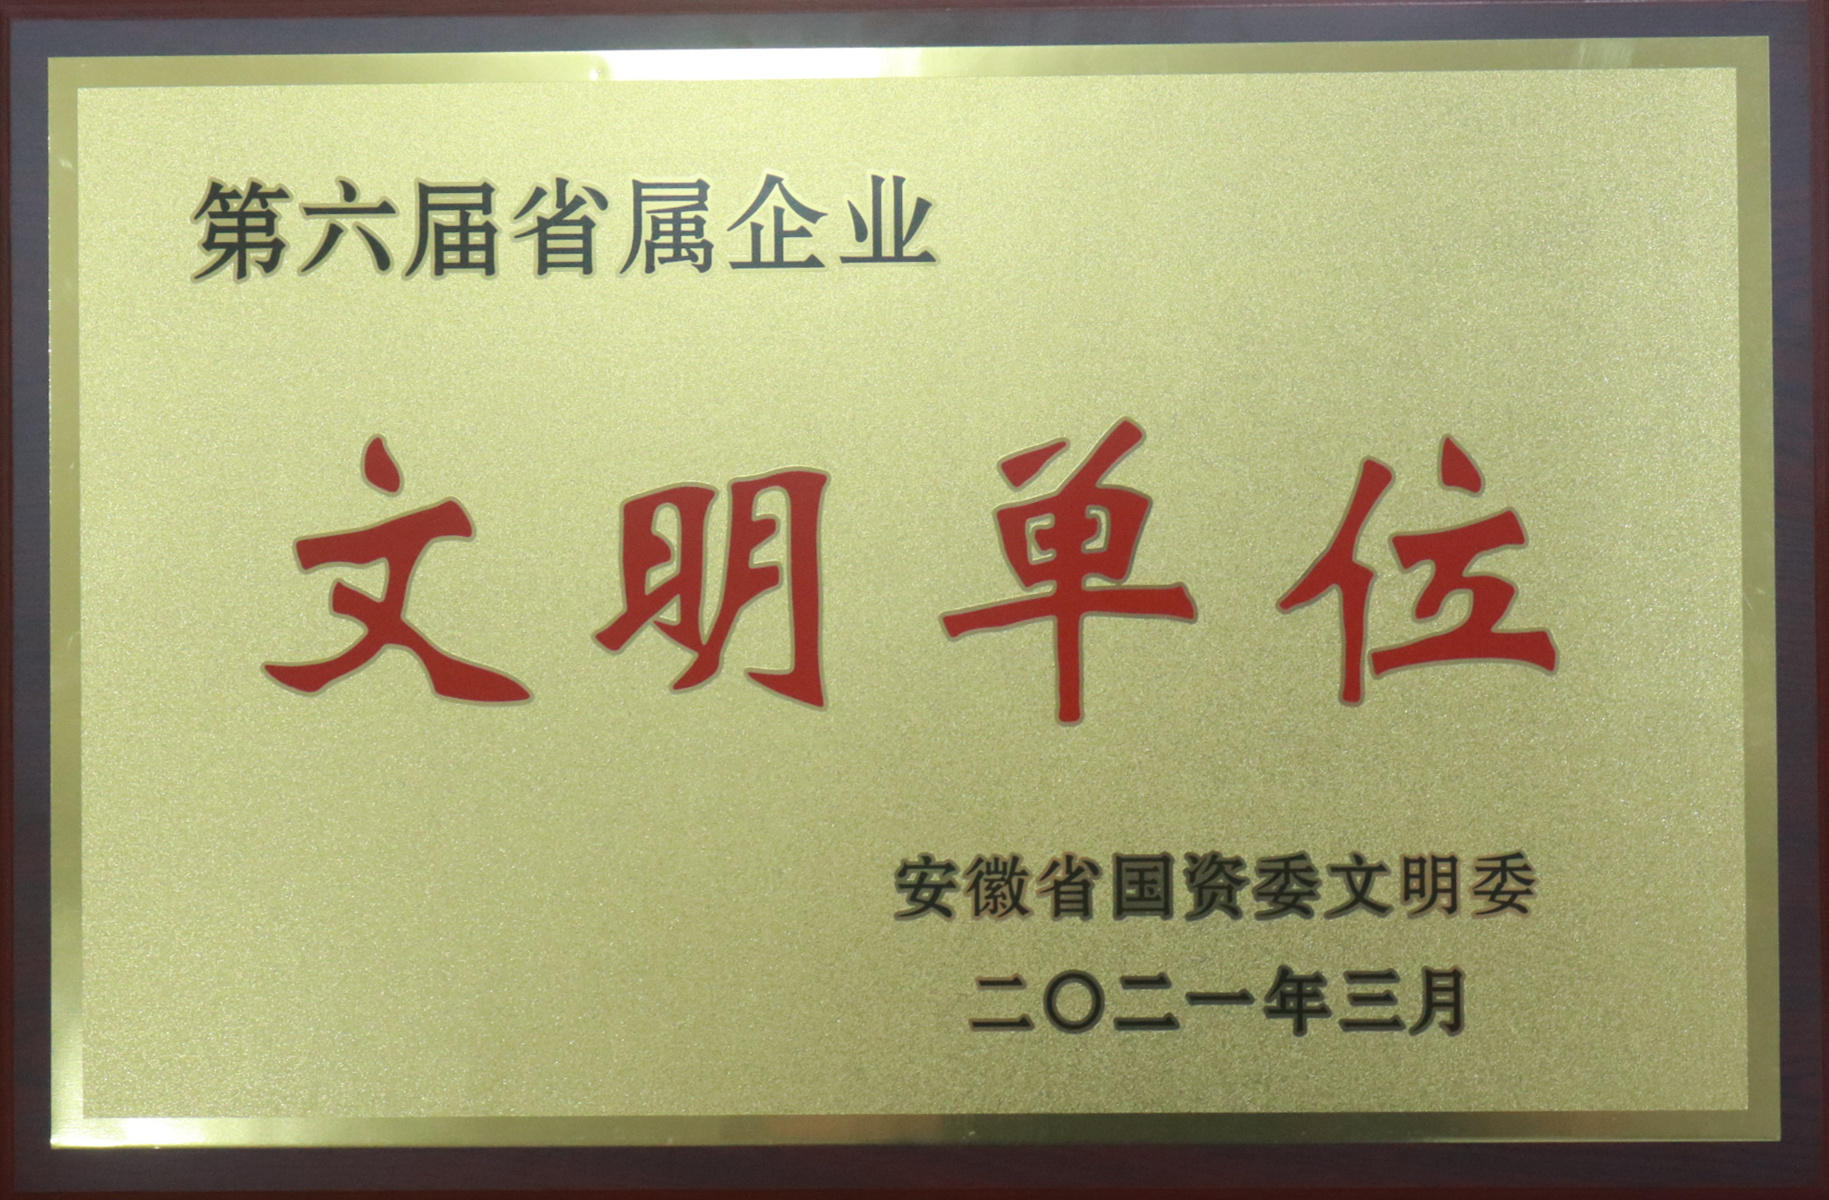 第六届省属企业
文明单位
安徽省国资委文明委
二〇二一年三月